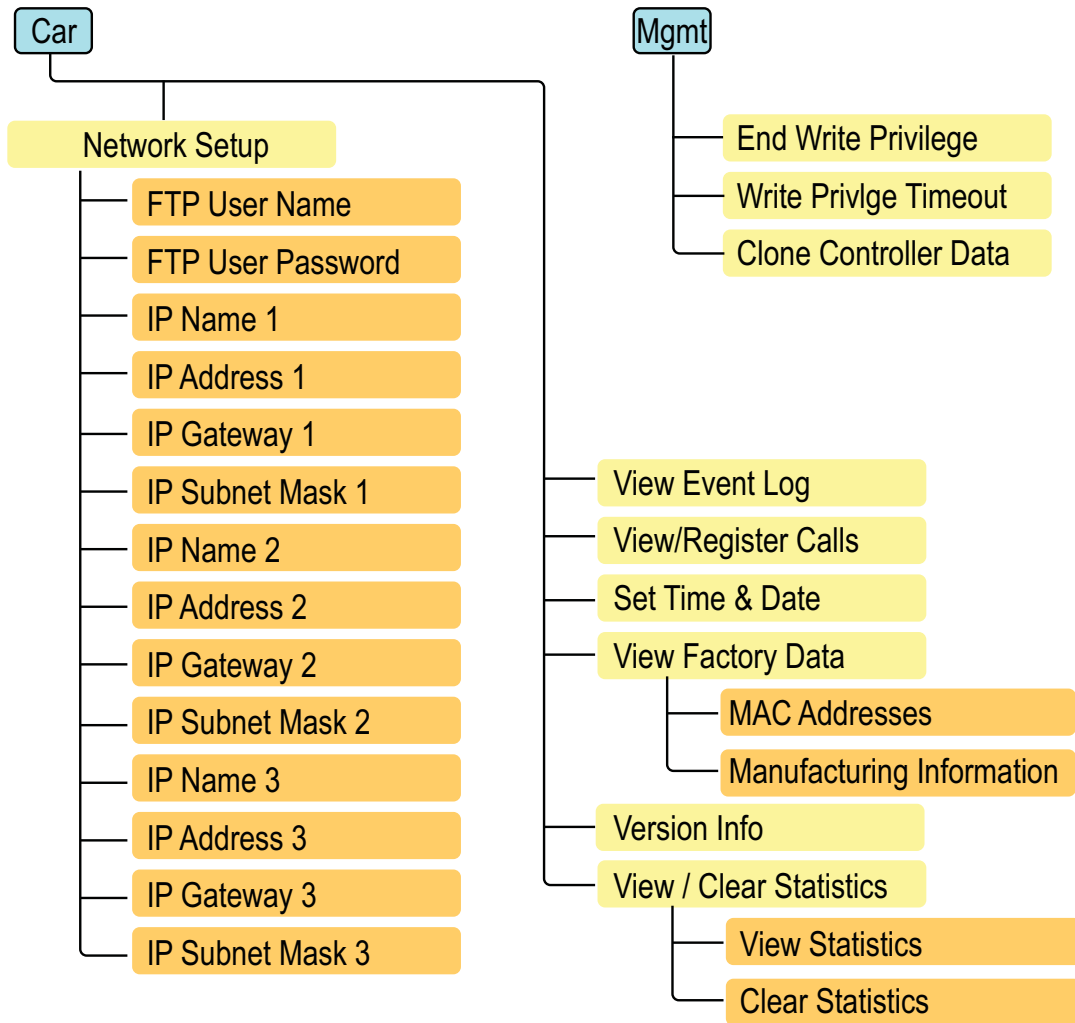 Car
Network Setup
FTP User Name
FTP User Password
IP Name 1
IP Address 1
IP Gateway 1
IP Subnet Mask 1
IP Name 2
IP Address 2
IP Gateway 2
IP Subnet Mask 2
IP Name 3
IP Address 3
IP Gateway 3
IP Subnet Mask 3
View Event Log
View/Register Calls
Set Time & Date
View Factory Data
MAC Addresses
Manufacturing Information
Version Info
View / Clear Statistics
View Statistics
Clear Statistics
Mgmt
End Write Privilege
Write Privlge Timeout
Clone Controller Data